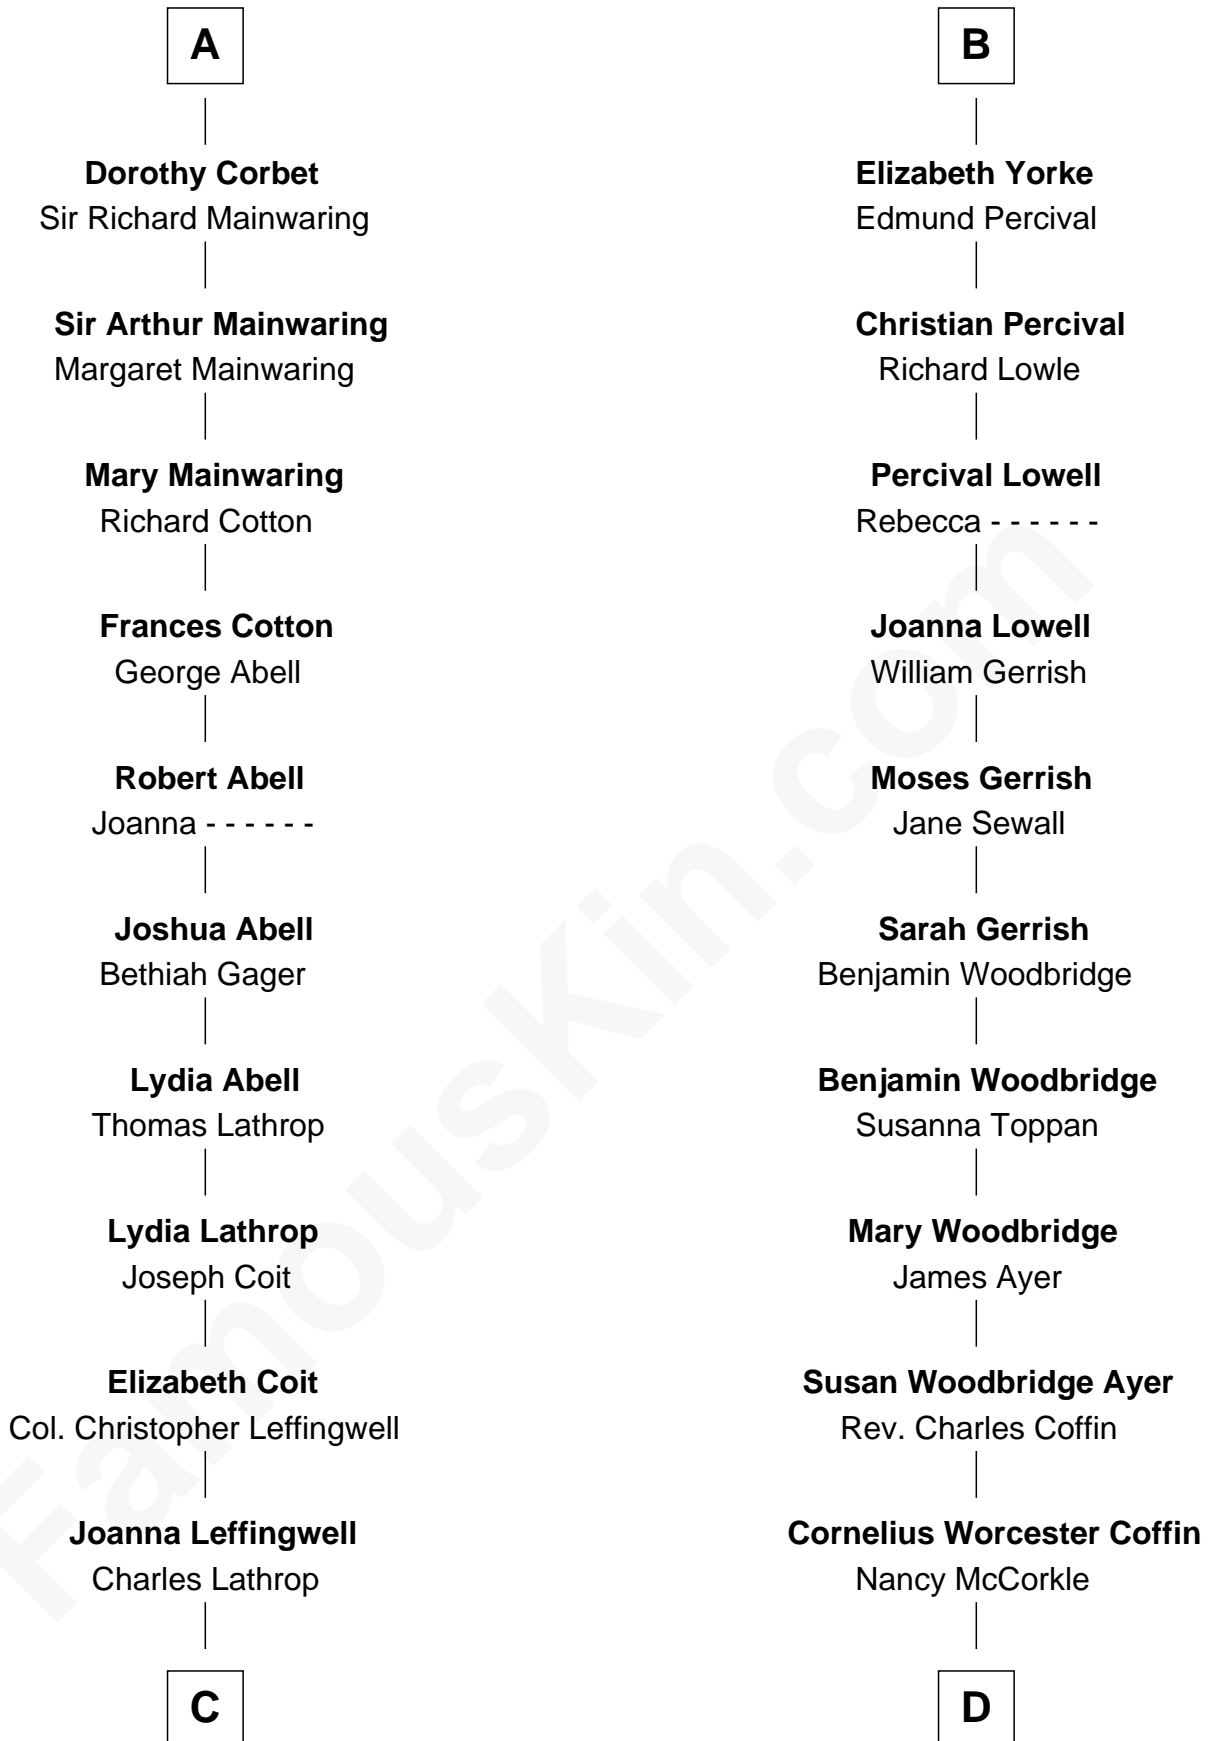 A
Dorothy Corbet
Sir Richard Mainwaring
Sir Arthur Mainwaring
Margaret Mainwaring
Mary Mainwaring
Richard Cotton
Frances Cotton
George Abell
Robert Abell
Joanna - - - - - -
Joshua Abell
Bethiah Gager
Lydia Abell
Thomas Lathrop
Lydia Lathrop
Joseph Coit
Elizabeth Coit
Col. Christopher Leffingwell
Joanna Leffingwell
Charles Lathrop
C
B
Elizabeth Yorke
Edmund Percival
Christian Percival
Richard Lowle
Percival Lowell
Rebecca - - - - - -
Joanna Lowell
William Gerrish
Moses Gerrish
Jane Sewall
Sarah Gerrish
Benjamin Woodbridge
Benjamin Woodbridge
Susanna Toppan
Mary Woodbridge
James Ayer
Susan Woodbridge Ayer
Rev. Charles Coffin
Cornelius Worcester Coffin
Nancy McCorkle
D
FamousKin.com